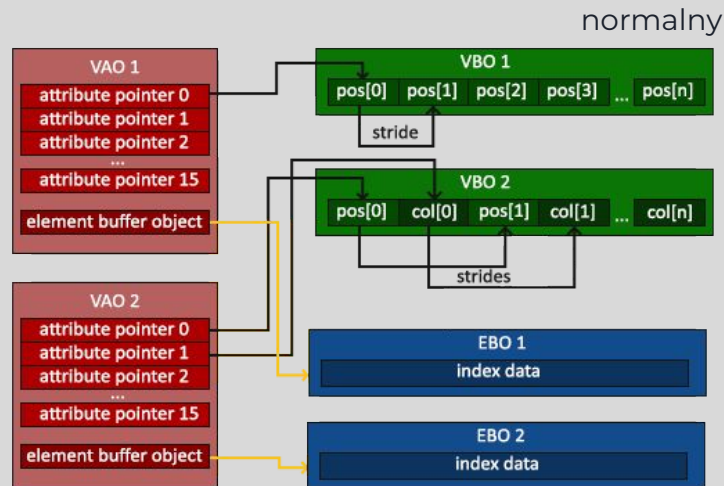 normalny
VAO 1
attribute pointer 0
attribute pointer 1
attribute pointer 2
...
attribute pointer 15
element buffer object
VBO 1
pos[0] pos[1] pos[2] pos[3] ... pos[n]
stride
VBO 2
pos[0] col[0] pos[1] col[1] ... col[n]
strides
VAO 2
attribute pointer 0
attribute pointer 1
attribute pointer 2
...
attribute pointer 15
element buffer object
EBO 1
index data
EBO 2
index data